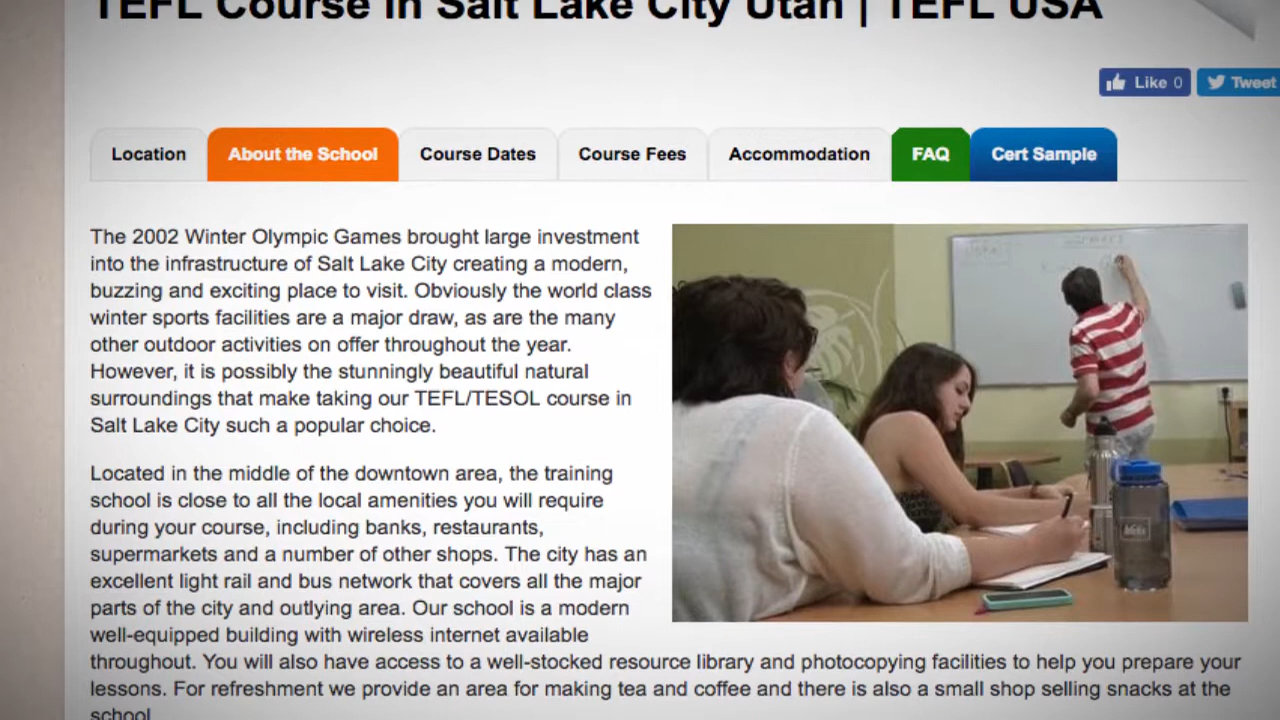 TEFL Course in Salt Lake City Utah | TEFL USA
Like 0
Tweet
Location
About the School
Course Dates
Course Fees
Accommodation
FAQ
Cert Sample
The 2002 Winter Olympic Games brought large investment
into the infrastructure of Salt Lake City creating a modern,
buzzing and exciting place to visit. Obviously the world class
winter sports facilities are a major draw, as are the many
other outdoor activities on offer throughout the year.
However, it is possibly the stunningly beautiful natural
surroundings that make taking our TEFL/TESOL course in
Salt Lake City such a popular choice.
Located in the middle of the downtown area, the training
school is close to all the local amenities you will require
during your course, including banks, restaurants,
supermarkets and a number of other shops. The city has an
excellent light rail and bus network that covers all the major
parts of the city and outlying area. Our school is a modern
well-equipped building with wireless internet available
throughout. You will also have access to a well-stocked resource library and photocopying facilities to help you prepare your
lessons. For refreshment we provide an area for making tea and coffee and there is also a small shop selling snacks at the
school